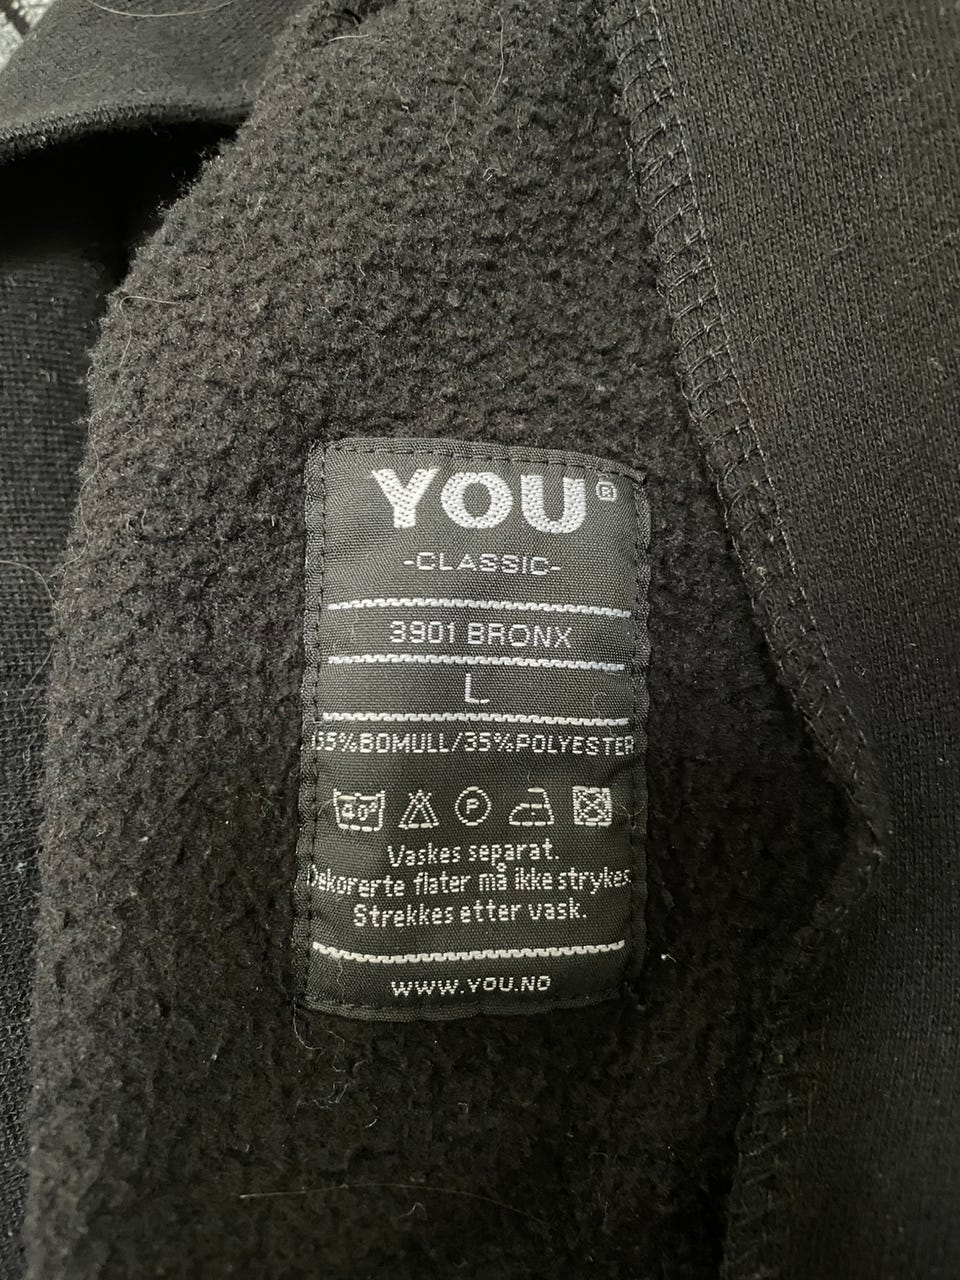 YOU®
-CLASSIC-
3901 BRONX
L
65%BOMULL/35%POLYESTER
40°
P
Vaskes separat.
Dekorerte flater må ikke strykes.
Strekkes etter vask.
WWW.YOU.NO